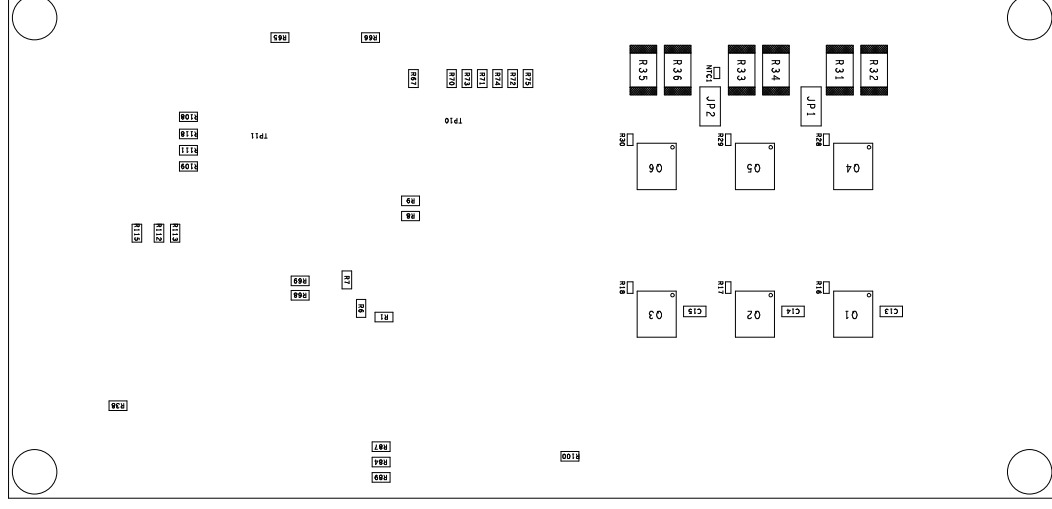 R65
R66
R67
R70
R73
R71
R74
R72
R75
R35
R36
NTC1
R33
R34
R31
R32
JP2
JP1
R108
R118
R111
R109
TP11
TP10
R30
Q6
R29
Q5
R28
Q4
R9
R8
R115
R112
R113
R69
R68
R7
R6
R1
R18
Q3
C15
R17
Q2
C14
R16
Q1
C13
R38
R87
R84
R89
R100